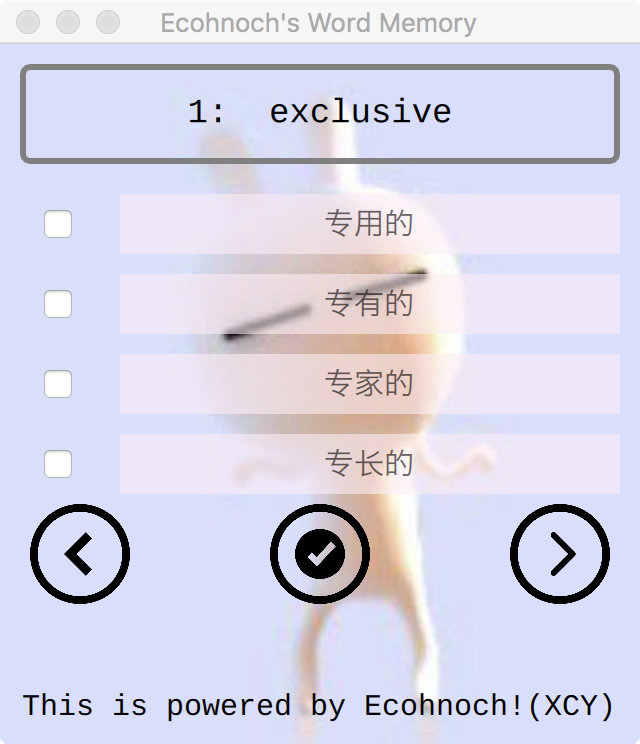 Ecohnoch's Word Memory
1: exclusive
专用的
专有的
专家的
专长的
This is powered by Ecohnoch!(XCY)